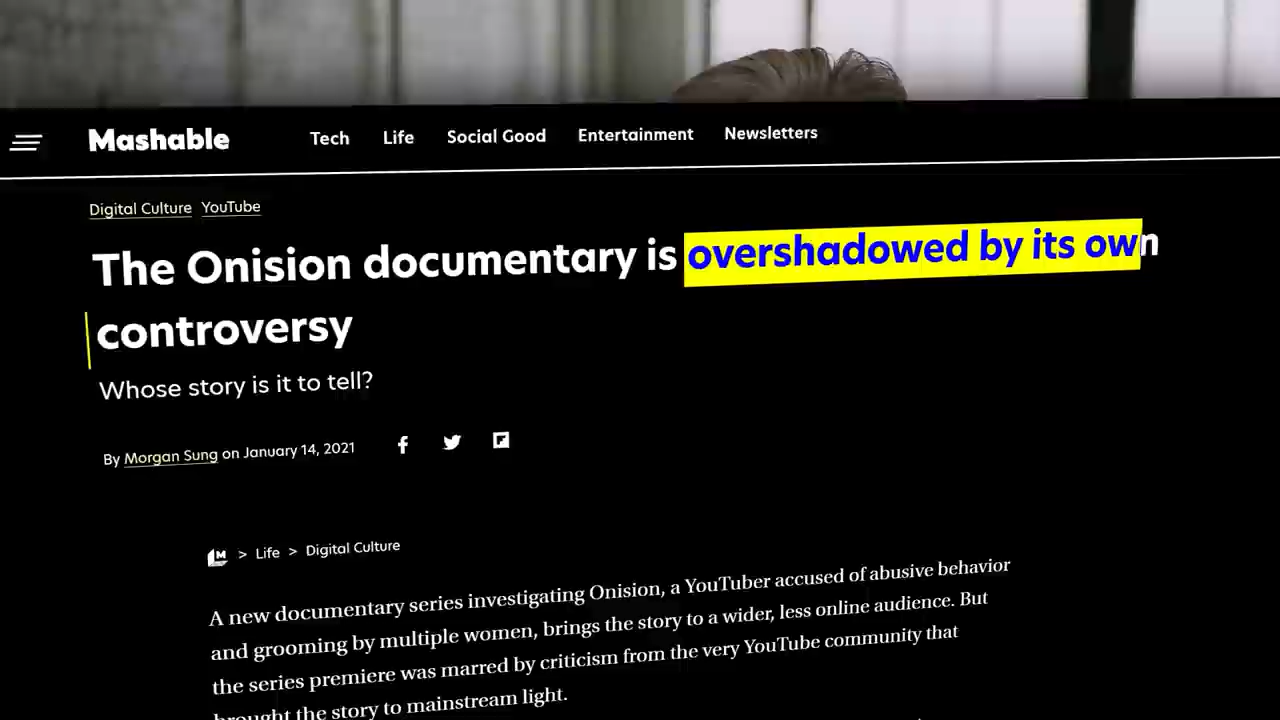 Mashable
Tech Life Social Good Entertainment Newsletters
Digital Culture YouTube
The Onision documentary is overshadowed by its own
controversy
Whose story is it to tell?
By Morgan Sung on January 14, 2021
> Life > Digital Culture
A new documentary series investigating Onision, a YouTuber accused of abusive behavior
and grooming by multiple women, brings the story to a wider, less online audience. But
the series premiere was marred by criticism from the very YouTube community that
brought the story to mainstream light.